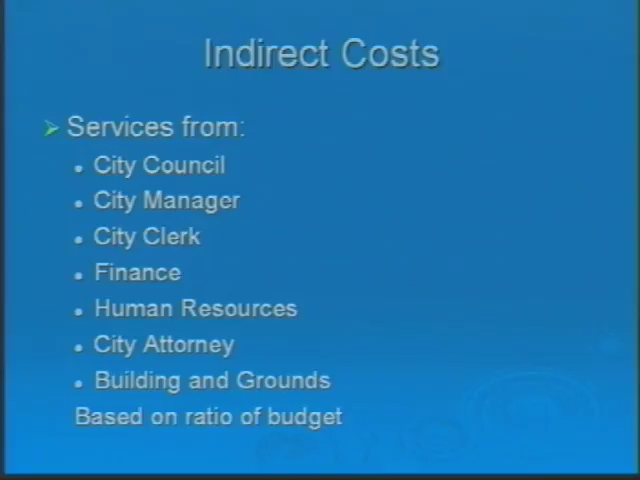 Indirect Costs
Services from:
City Council
City Manager
City Clerk
Finance
Human Resources
City Attorney
Building and Grounds
Based on ratio of budget